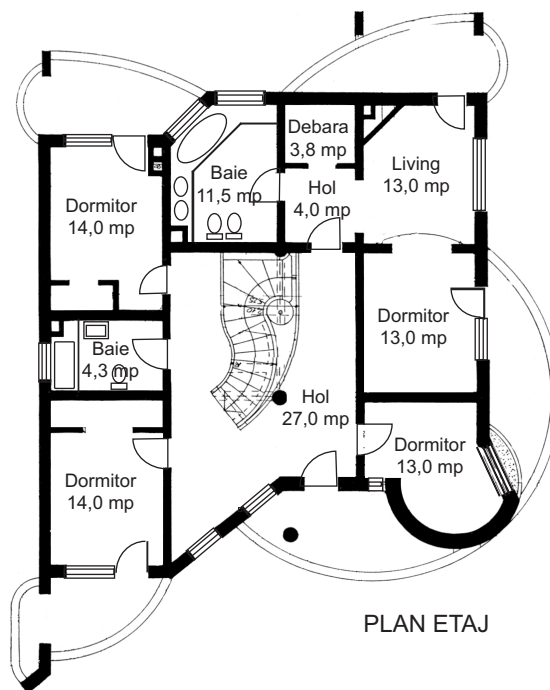 Debara
3,8 mp
Living
13,0 mp
Baie
11,5 mp
Hol
4,0 mp
Dormitor
14,0 mp
Dormitor
13,0 mp
Baie
4,3 mp
Hol
27,0 mp
Dormitor
13,0 mp
Dormitor
14,0 mp
PLAN ETAJ